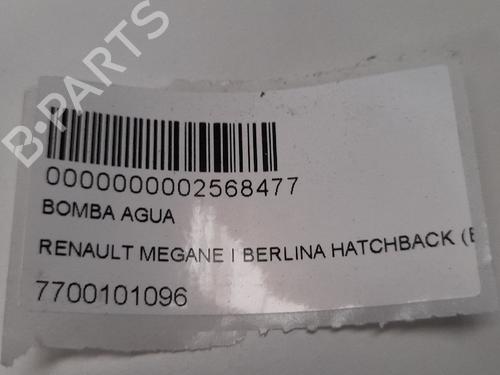 B-PARTS
0000000002568477
BOMBA AGUA
RENAULT MEGANE I BERLINA HATCHBACK (B
7700101096